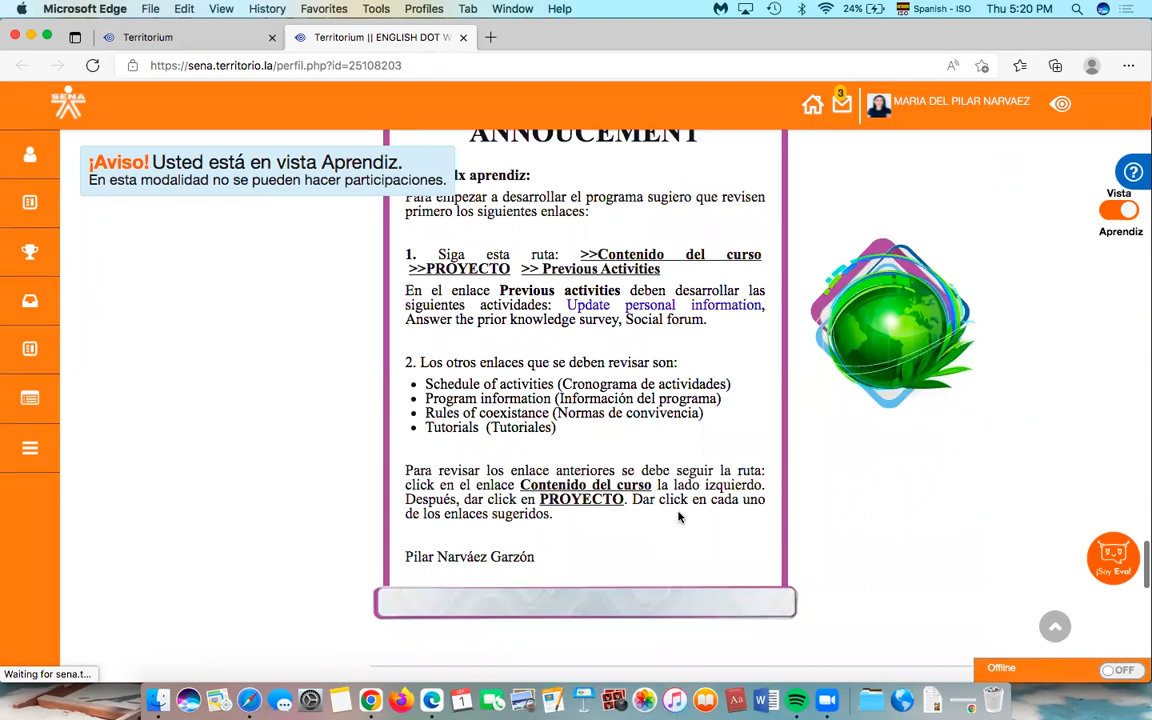 Microsoft Edge File Edit View History Favorites Tools Profiles Tab Window Help 24% Spanish - ISO Thu 5:20 PM
Territorium
Territorium || ENGLISH DOT W
https://sena.territorio.la/perfil.php?id=25108203
SENA
3
MARIA DEL PILAR NARVAEZ
ANNOUCEMENT
¡Aviso! Usted está en vista Aprendiz.
En esta modalidad no se pueden hacer participaciones.
x aprendiz:
Para empezar a desarrollar el programa sugiero que revisen
primero los siguientes enlaces:
1. Siga esta ruta: >>Contenido del curso
>>PROYECTO >> Previous Activities
En el enlace Previous activities deben desarrollar las
siguientes actividades: Update personal information,
Answer the prior knowledge survey, Social forum.
2. Los otros enlaces que se deben revisar son:
• Schedule of activities (Cronograma de actividades)
• Program information (Información del programa)
• Rules of coexistance (Normas de convivencia)
• Tutorials (Tutoriales)
Para revisar los enlace anteriores se debe seguir la ruta:
click en el enlace Contenido del curso la lado izquierdo.
Después, dar click en PROYECTO. Dar click en cada uno
de los enlaces sugeridos.
Pilar Narváez Garzón
?
Vista
Aprendiz
¡Soy Eva!
Waiting for sena.t...
Offline
OFF